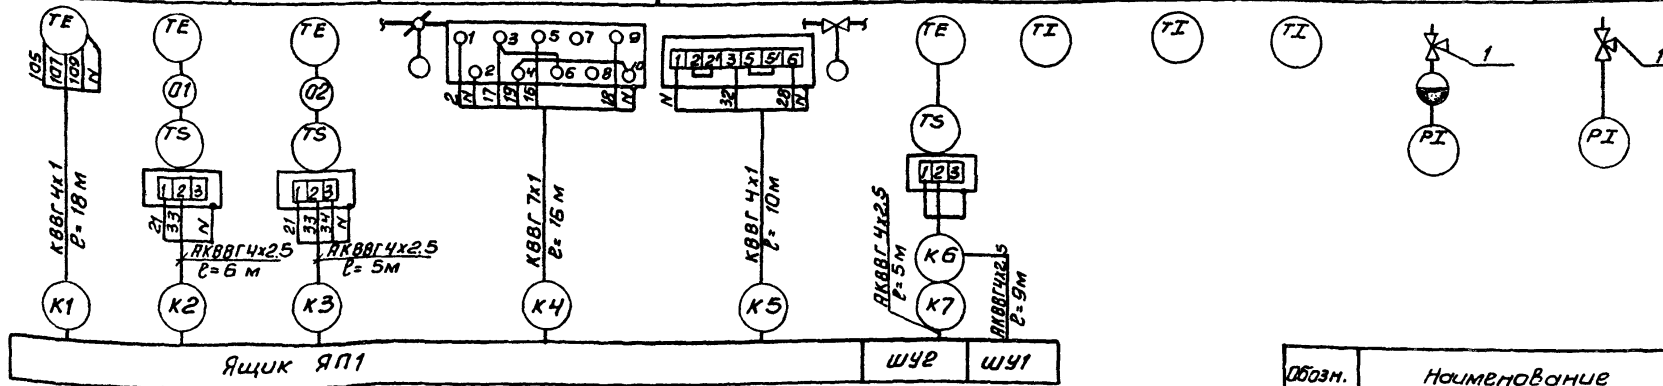 TE TE TE TE TI TI TI
1 3 5 7 9
2 4 6 8 10
1 2 2' 3 5 5' 6
1
1
105 107 109 N
01
02
TS TS TS
PI PI
1 2 3
1 2 3
1 2 3
2 N 17 19 16 18 N
N 32 28 N
21 33 N
21 33 34 N
КВВГ 4х1
ℓ= 18 м
АКВВГ 4х2.5
ℓ= 6 м
АКВВГ 4х2.5
ℓ= 5м
КВВГ 7х1
ℓ= 16 м
КВВГ 4х1
ℓ= 10м
АКВВГ 4х2.5
ℓ= 5 м
АКВВГ 4х2.5
ℓ= 9м
К1 К2 К3 К4 К5 К6
К7
Ящик ЯП1 ШУ2 ШУ1
Обозн. Наименование